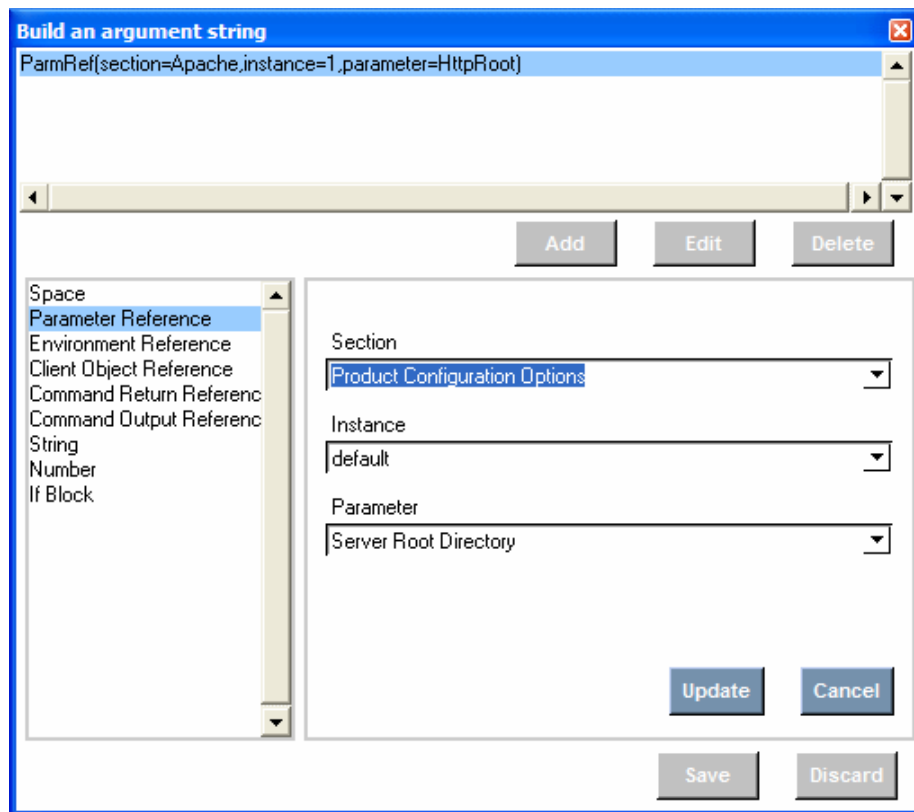 Build an argument string
ParmRef(section=Apache,instance=1,parameter=HttpRoot)
Add Edit Delete
Space
Parameter Reference
Environment Reference
Client Object Reference
Command Return Referenc
Command Output Referenc
String
Number
If Block
Section
Product Configuration Options
Instance
default
Parameter
Server Root Directory
Update Cancel
Save Discard